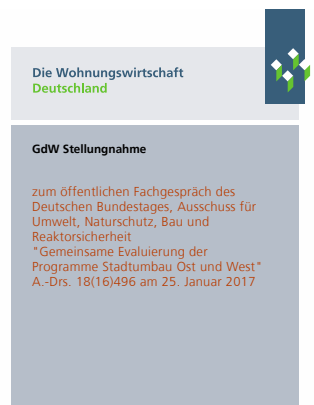 Die Wohnungswirtschaft
Deutschland
GdW Stellungnahme
zum öffentlichen Fachgespräch des
Deutschen Bundestages, Ausschuss für
Umwelt, Naturschutz, Bau und
Reaktorsicherheit
"Gemeinsame Evaluierung der
Programme Stadtumbau Ost und West"
A.-Drs. 18(16)496 am 25. Januar 2017